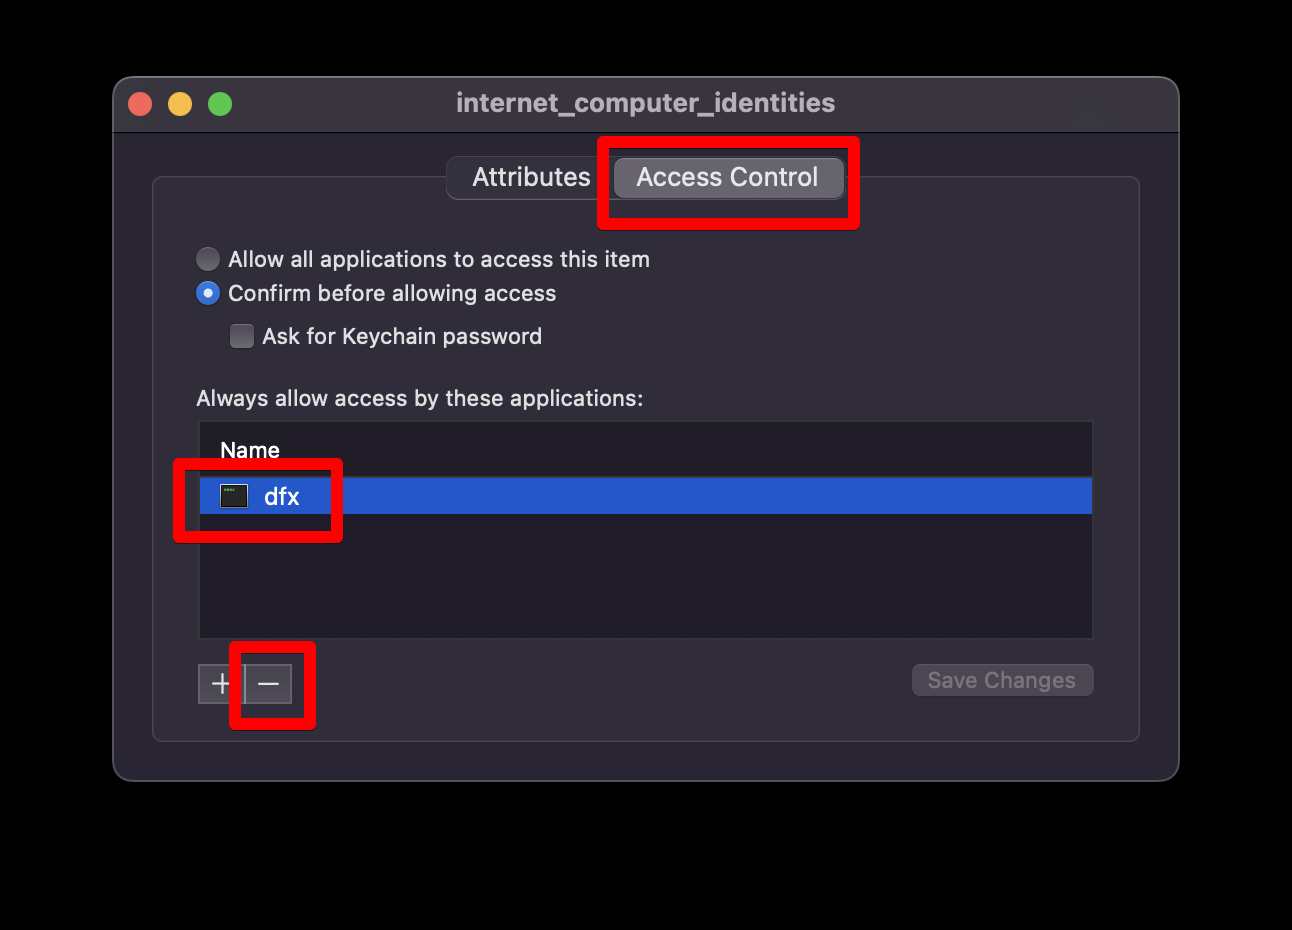 internet_computer_identities
Attributes Access Control
Allow all applications to access this item
Confirm before allowing access
Ask for Keychain password
Always allow access by these applications:
Name
dfx
+ − Save Changes